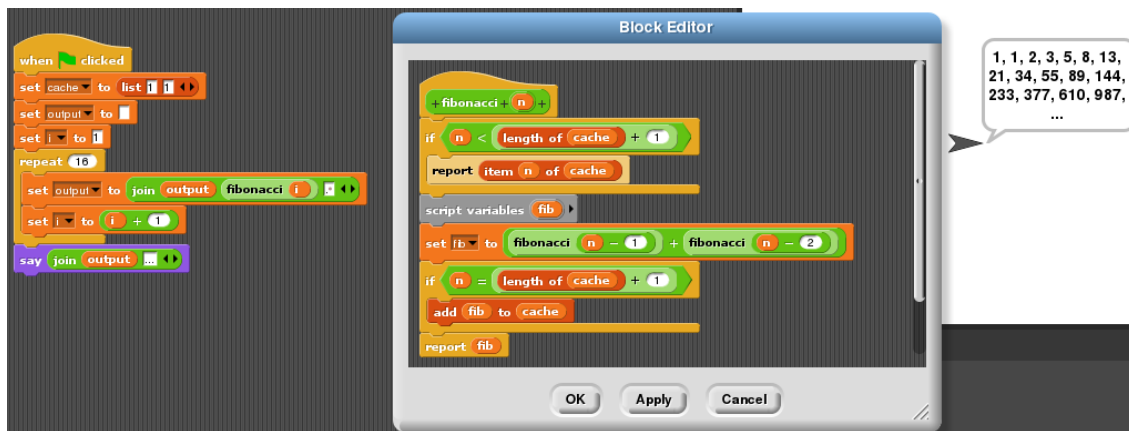 when clicked
set cache to list 1 1
set output to
set i to 1
repeat 16
set output to join output fibonacci i ,
set i to i + 1
say join output ...
Block Editor
+ fibonacci + n +
if n < length of cache + 1
report item n of cache
script variables fib
set fib to fibonacci n - 1 + fibonacci n - 2
if n = length of cache + 1
add fib to cache
report fib
OK Apply Cancel
1, 1, 2, 3, 5, 8, 13,
21, 34, 55, 89, 144,
233, 377, 610, 987,
...